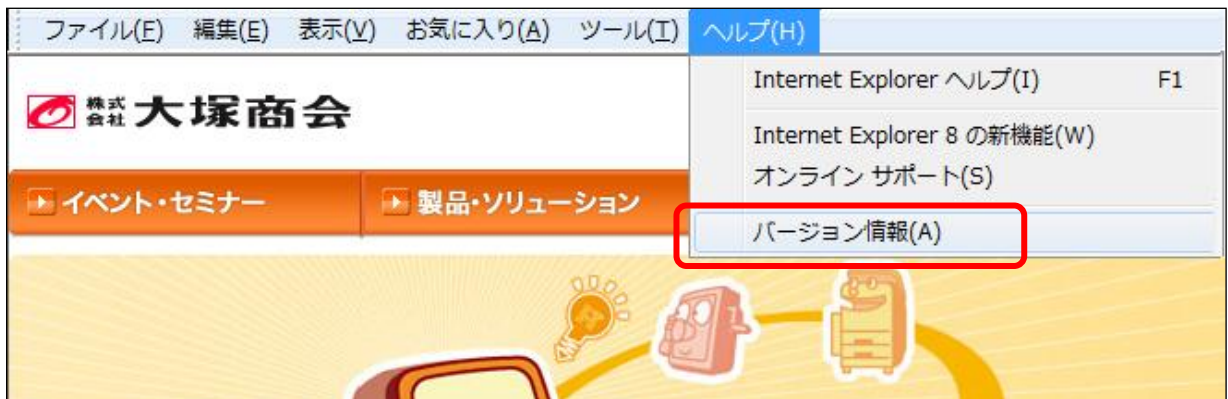 ファイル(F) 編集(E) 表示(V) お気に入り(A) ツール(T) ヘルプ(H)
Internet Explorer ヘルプ(I) F1
Internet Explorer 8 の新機能(W)
オンライン サポート(S)
バージョン情報(A)
株式会社 大塚商会
イベント・セミナー 製品・ソリューション